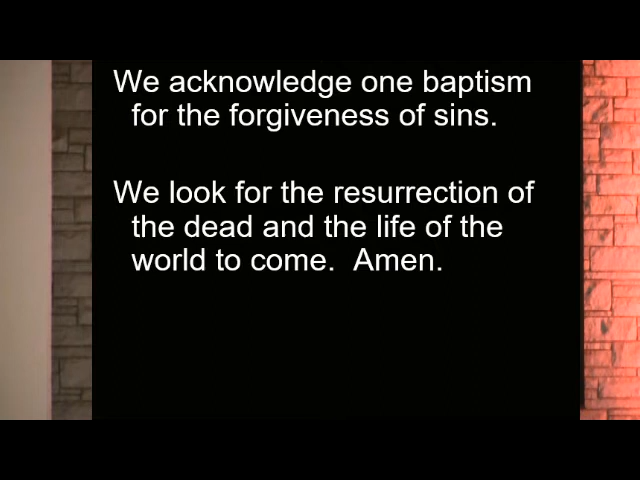 We acknowledge one baptism
for the forgiveness of sins.
We look for the resurrection of
the dead and the life of the
world to come.  Amen.